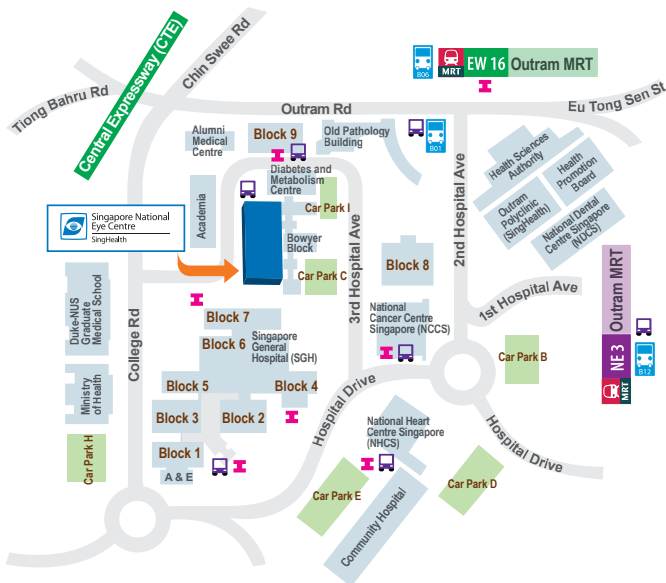 Central Expressway (CTE)
Chin Swee Rd
Tiong Bahru Rd
B06
MRT
EW 16
Outram MRT
Outram Rd
Eu Tong Sen St
Alumni
Medical
Centre
Block 9
Old Pathology
Building
B01
Health Sciences
Authority
Health
Promotion
Board
Outram
Polyclinic
(SingHealth)
National Dental
Centre Singapore
(NDCS)
Diabetes and
Metabolism
Centre
Car Park I
Academia
Singapore National
Eye Centre
SingHealth
Bowyer
Block
Car Park C
3rd Hospital Ave
2nd Hospital Ave
Block 8
1st Hospital Ave
Outram MRT
NE 3
B12
MRT
Duke-NUS
Graduate
Medical School
College Rd
Block 7
Block 6
Singapore
General
Hospital (SGH)
National
Cancer Centre
Singapore (NCCS)
Car Park B
Ministry
of Health
Block 5
Block 4
Block 3
Block 2
Hospital Drive
National Heart
Centre Singapore
(NHCS)
Hospital Drive
Car Park H
Block 1
A & E
Car Park E
Community Hospital
Car Park D